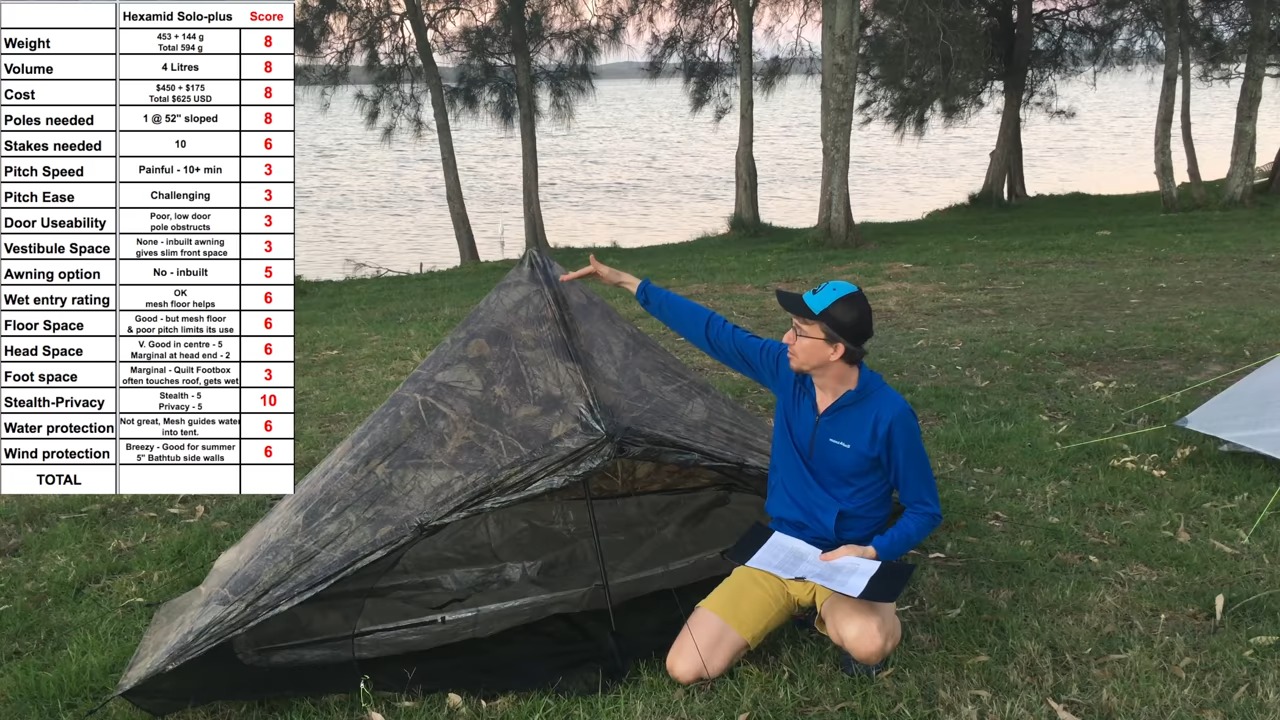 Hexamid Solo-plus Score
Weight 453 + 144 g 8
Total 594 g
Volume 4 Litres 8
Cost $450 + $175 8
Total $625 USD
Poles needed 1 @ 52" sloped 8
Stakes needed 10 6
Pitch Speed Painful - 10+ min 3
Pitch Ease Challenging 3
Door Useability Poor, low door 3
pole obstructs
Vestibule Space None - inbuilt awning 3
gives slim front space
Awning option No - inbuilt 5
Wet entry rating OK 6
mesh floor helps
Floor Space Good - but mesh floor 6
& poor pitch limits its use
Head Space V. Good in centre - 5 6
Marginal at head end - 2
Foot space Marginal - Quilt Footbox 3
often touches roof, gets wet
Stealth-Privacy Stealth - 5 10
Privacy - 5
Water protection Not great, Mesh guides water 6
into tent.
Wind protection Breezy - Good for summer 6
5" Bathtub side walls
TOTAL